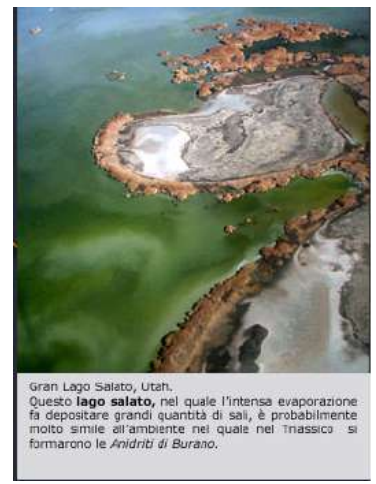 Gran Lago Salato, Utah.
Questo lago salato, nel quale l'intensa evaporazione
fa depositare grandi quantità di sali, è probabilmente
molto simile all'ambiente nel quale nel Triassico si
formarono le Anidriti di Burano.